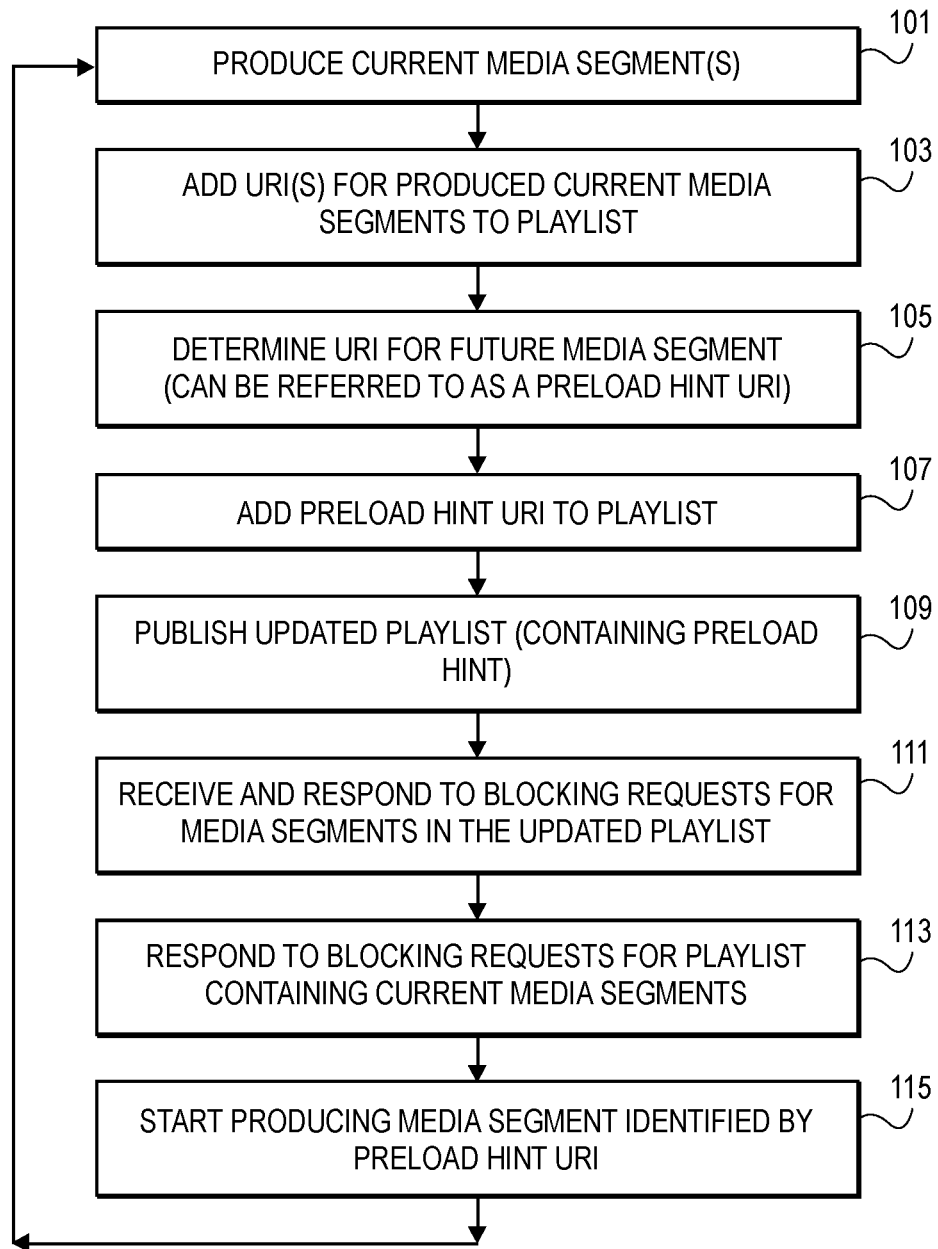 101
PRODUCE CURRENT MEDIA SEGMENT(S)
103
ADD URI(S) FOR PRODUCED CURRENT MEDIA
SEGMENTS TO PLAYLIST
105
DETERMINE URI FOR FUTURE MEDIA SEGMENT
(CAN BE REFERRED TO AS A PRELOAD HINT URI)
107
ADD PRELOAD HINT URI TO PLAYLIST
109
PUBLISH UPDATED PLAYLIST (CONTAINING PRELOAD
HINT)
111
RECEIVE AND RESPOND TO BLOCKING REQUESTS FOR
MEDIA SEGMENTS IN THE UPDATED PLAYLIST
113
RESPOND TO BLOCKING REQUESTS FOR PLAYLIST
CONTAINING CURRENT MEDIA SEGMENTS
115
START PRODUCING MEDIA SEGMENT IDENTIFIED BY
PRELOAD HINT URI